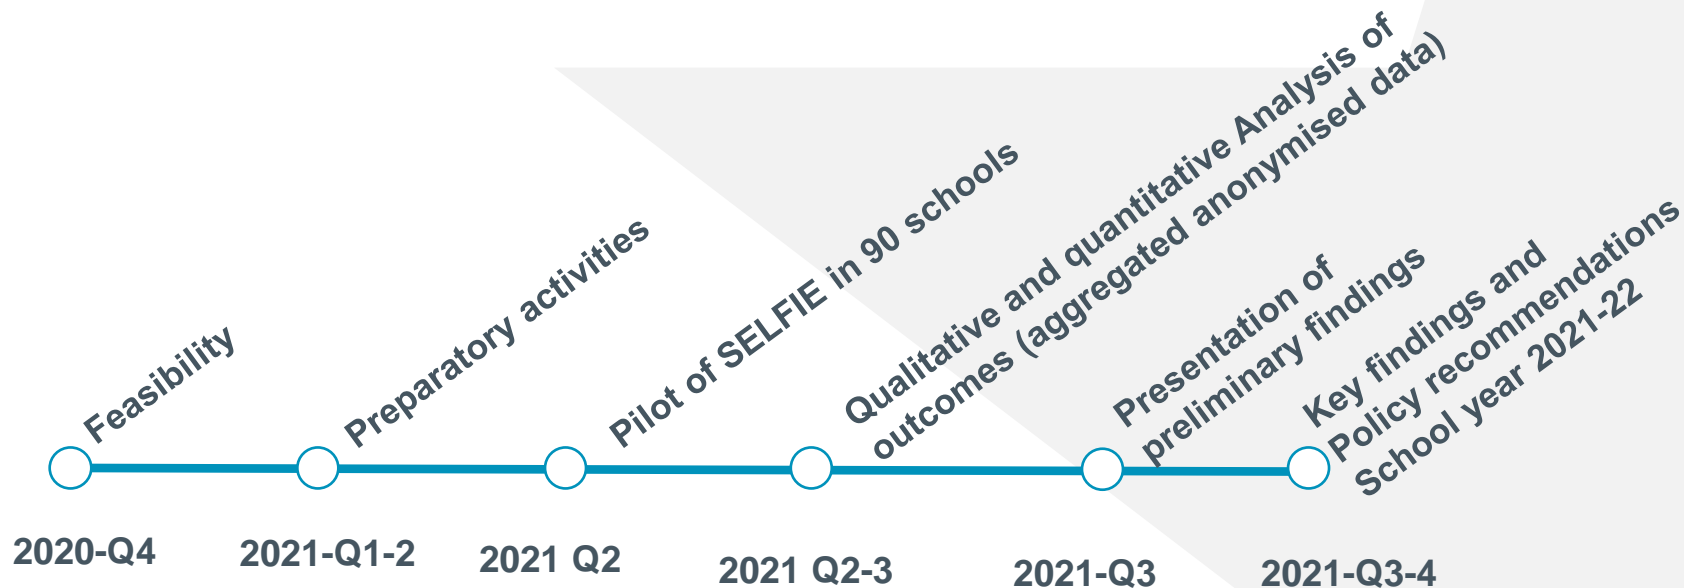 Feasibility
Preparatory activities
Pilot of SELFIE in 90 schools
Qualitative and quantitative Analysis of
outcomes (aggregated anonymised data)
Presentation of
preliminary findings
Key findings and
Policy recommendations
School year 2021-22
2020-Q4
2021-Q1-2
2021 Q2
2021 Q2-3
2021-Q3
2021-Q3-4